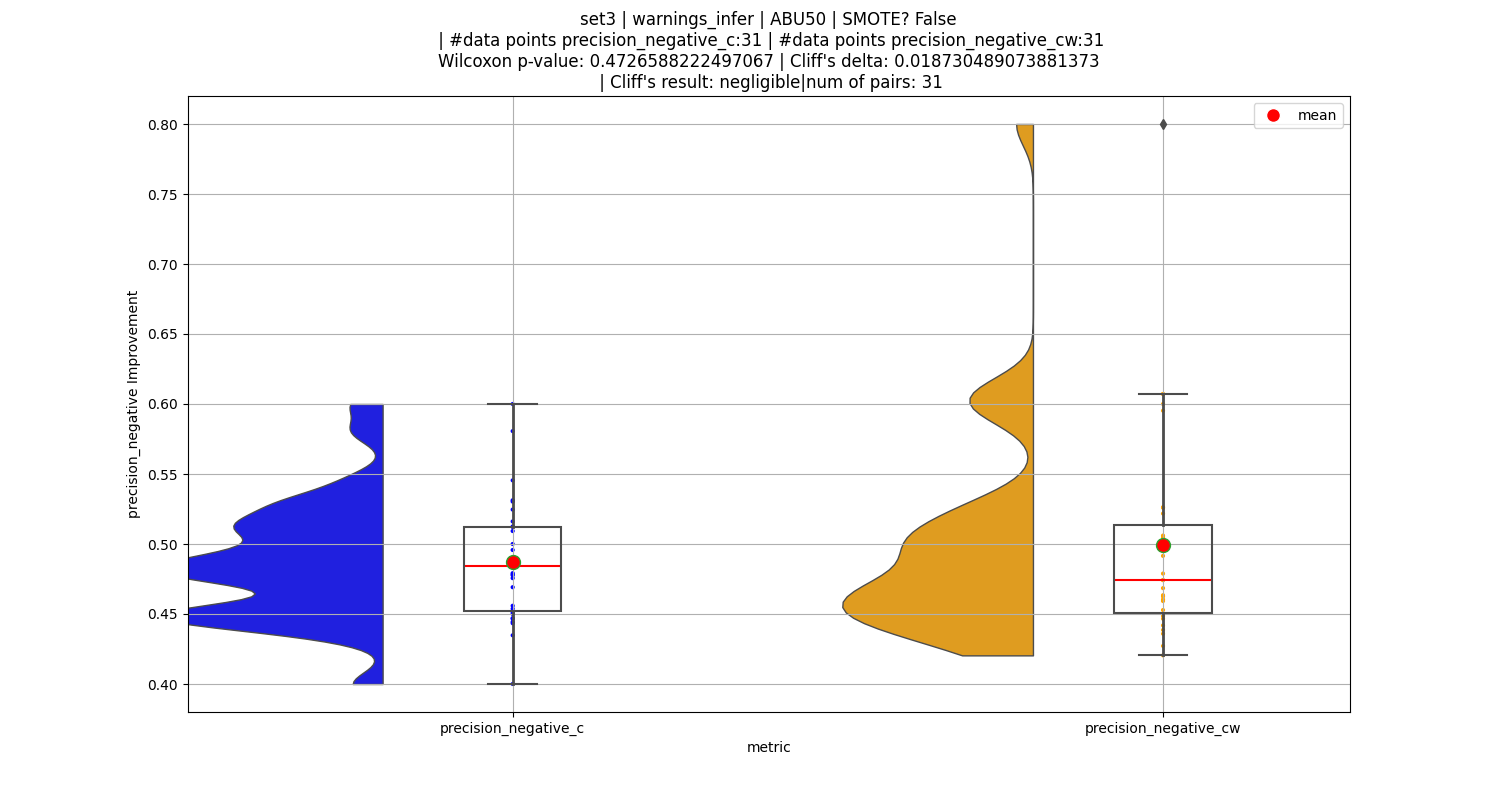 set3 | warnings_infer | ABU50 | SMOTE? False
| #data points precision_negative_c:31 | #data points precision_negative_cw:31
Wilcoxon p-value: 0.4726588222497067 | Cliff's delta: 0.018730489073881373
| Cliff's result: negligible|num of pairs: 31
mean
0.80
0.75
0.70
0.65
0.60
0.55
0.50
0.45
0.40
precision_negative Improvement
precision_negative_c
precision_negative_cw
metric